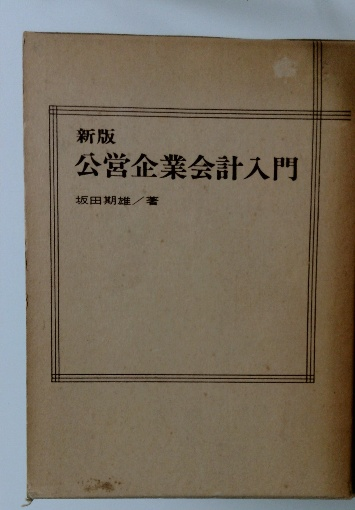 新版
公営企業会計入門
坂田期雄／著